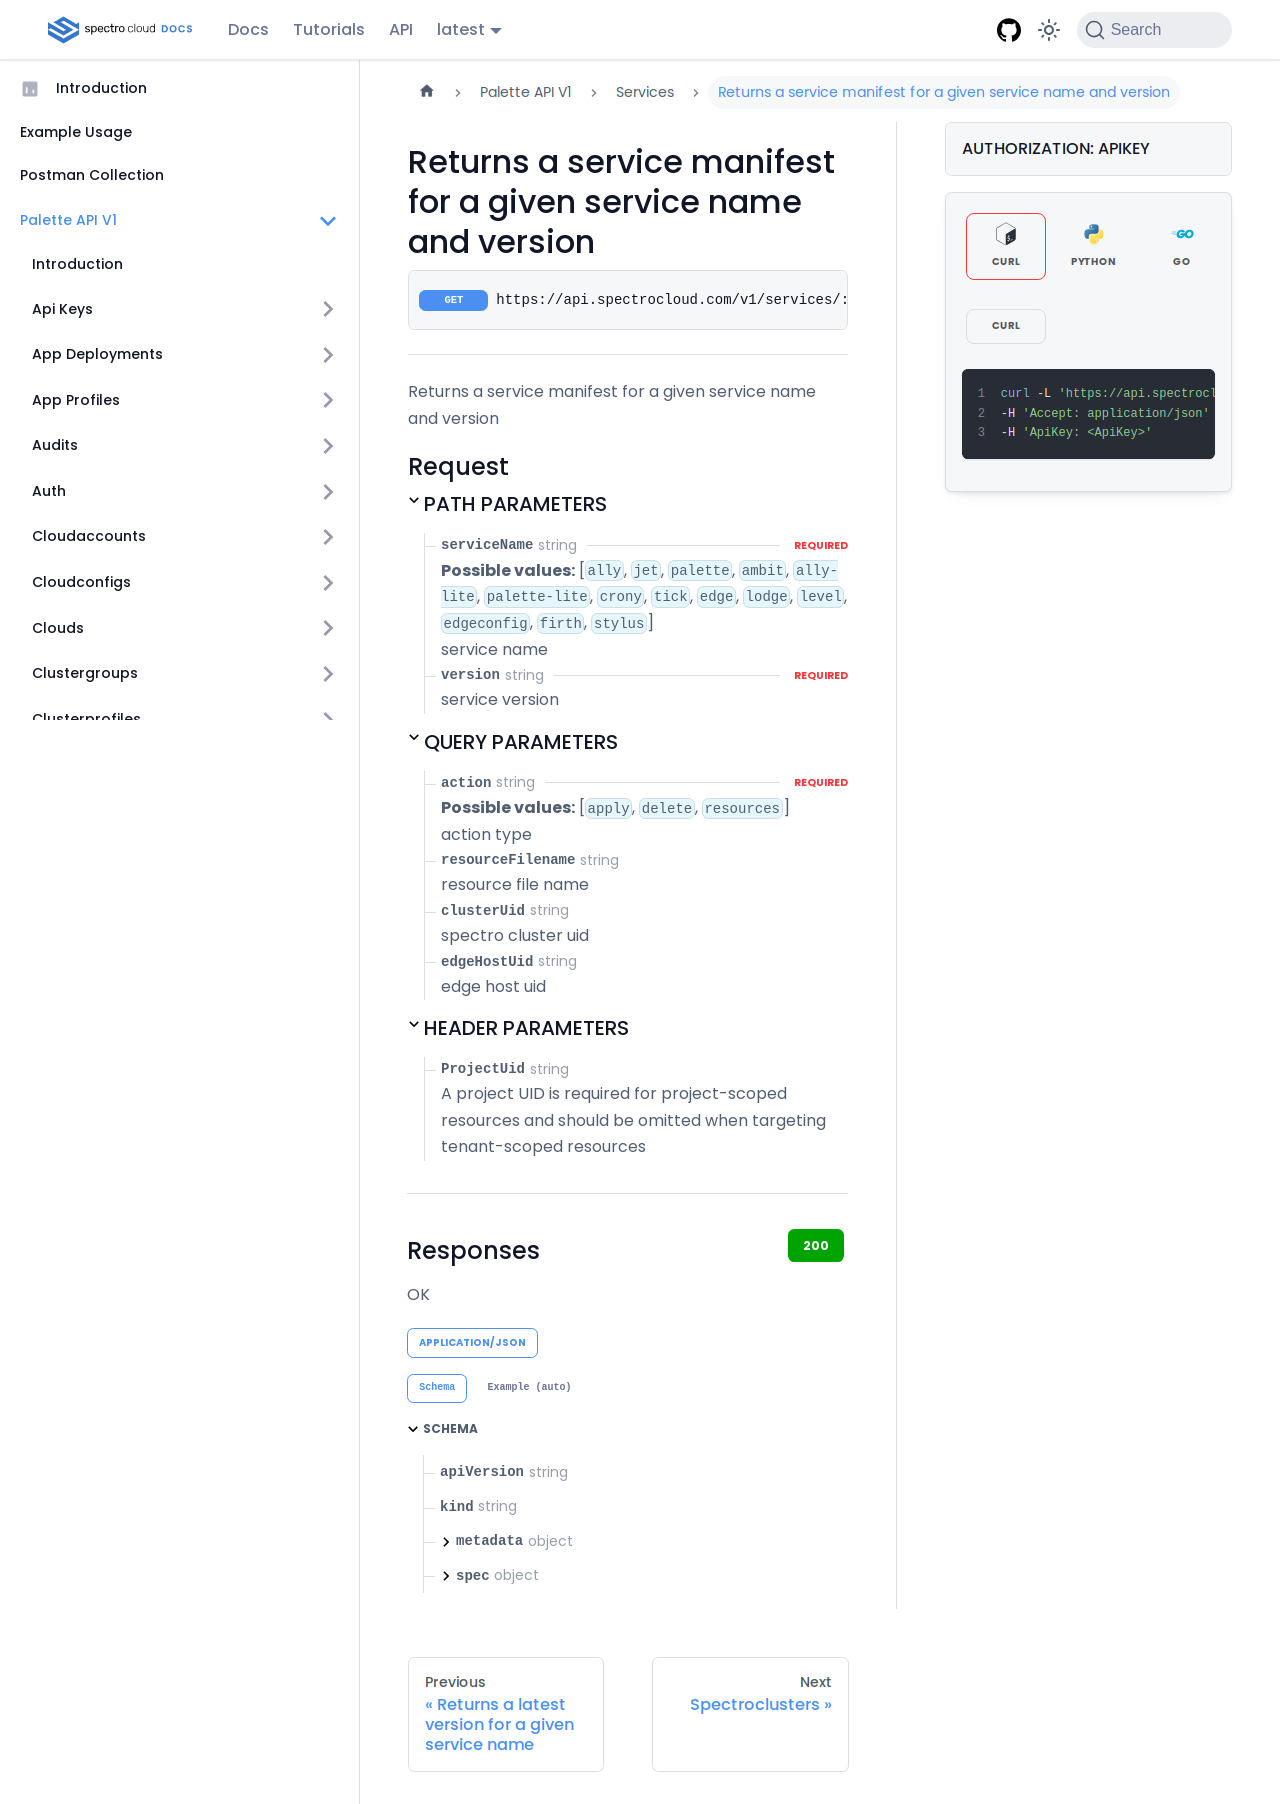 spectro cloud DOCS
Docs
Tutorials
API
latest
Search
Introduction
Example Usage
Postman Collection
Palette API V1
Introduction
Api Keys
App Deployments
App Profiles
Audits
Auth
Cloudaccounts
Cloudconfigs
Clouds
Clustergroups
Clusterprofiles
Palette API V1
Services
Returns a service manifest for a given service name and version
Returns a service manifest
for a given service name
and version
GET https://api.spectrocloud.com/v1/services/:
Returns a service manifest for a given service name
and version
Request
PATH PARAMETERS
serviceName string REQUIRED
Possible values: [ally, jet, palette, ambit, ally-
lite, palette-lite, crony, tick, edge, lodge, level,
edgeconfig, firth, stylus]
service name
version string REQUIRED
service version
QUERY PARAMETERS
action string REQUIRED
Possible values: [apply, delete, resources]
action type
resourceFilename string
resource file name
clusterUid string
spectro cluster uid
edgeHostUid string
edge host uid
HEADER PARAMETERS
ProjectUid string
A project UID is required for project-scoped
resources and should be omitted when targeting
tenant-scoped resources
Responses
200
OK
APPLICATION/JSON
Schema
Example (auto)
SCHEMA
apiVersion string
kind string
metadata object
spec object
Previous
« Returns a latest
version for a given
service name
Next
Spectroclusters »
AUTHORIZATION: APIKEY
CURL
PYTHON
GO
CURL
1 curl -L 'https://api.spectrocl
2 -H 'Accept: application/json'
3 -H 'ApiKey: <ApiKey>'